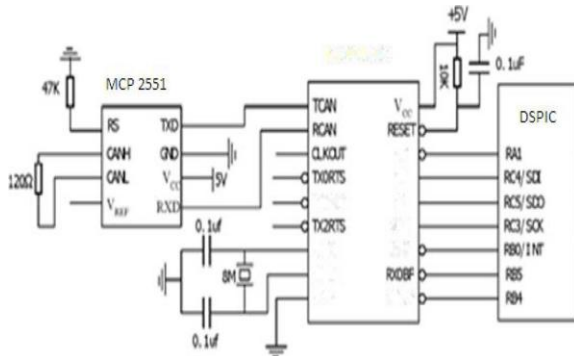 +5V
MCP 2551
47K
10K
0.1uF
RS
TXD
CANH
GND
CANL
VCC
5V
VREF
RXD
120Ω
TCAN
VCC
RCAN
RESET
CLKOUT
TX0RTS
TX2RTS
RXOBF
DSPIC
RA1
RC4/SDI
RC5/SDO
RC3/SCK
RB0/INT
RB5
RB4
0.1uf
8M
0.1uf